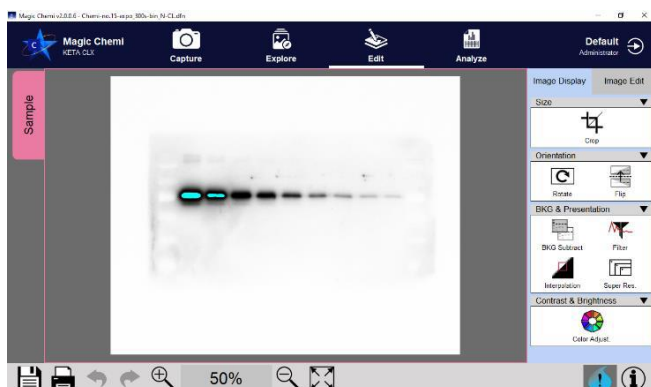 Magic Chemi v2.0.0.6 - Chemi-no.15-expo_300s-bin_N-CL.dfn
Magic Chemi
KETA CLX
C
Capture
Explore
Edit
Analyze
Default
Administrator
Sample
Image Display
Image Edit
Size
Crop
Orientation
Rotate
Flip
BKG & Presentation
BKG Subtract
Filter
Interpolation
Super Res.
Contrast & Brightness
Color Adjust.
50%